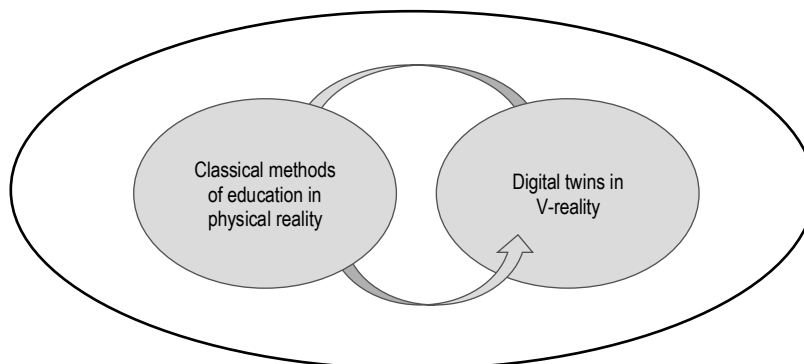 Classical methods
of education in
physical reality
Digital twins in
V-reality